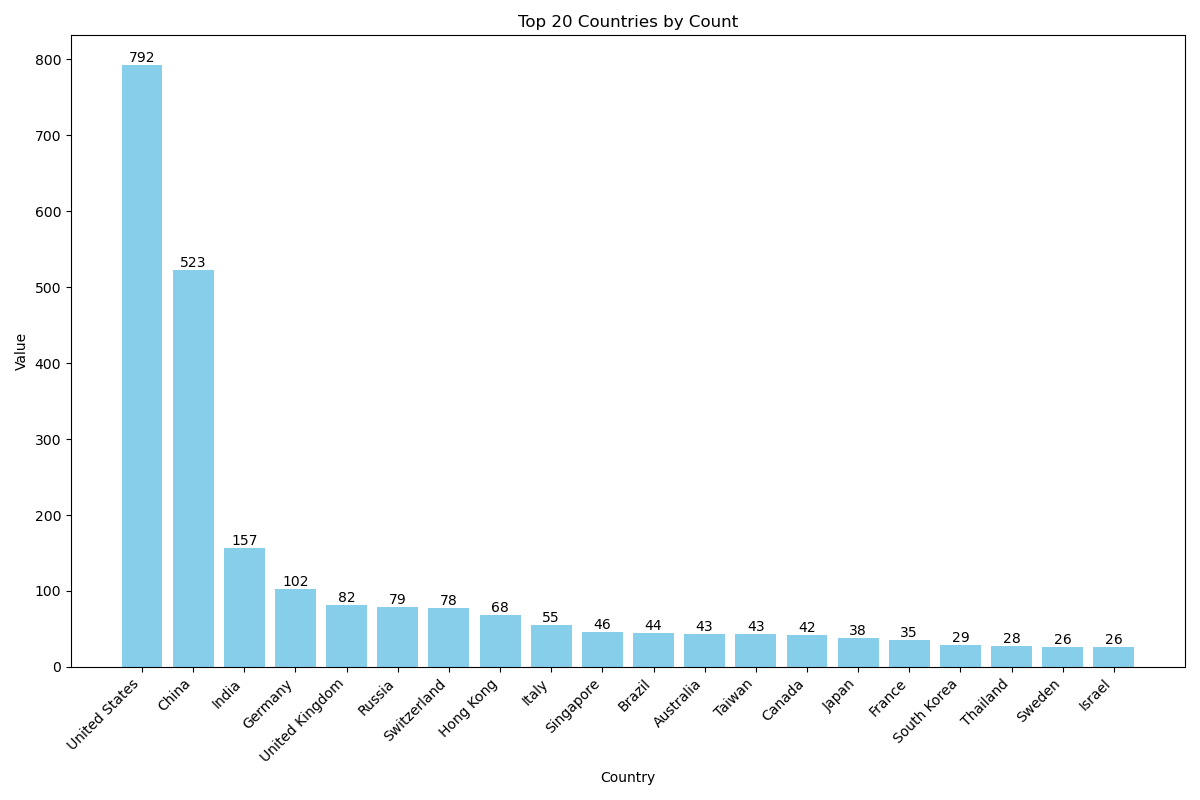 Top 20 Countries by Count
Value
800
700
600
500
400
300
200
100
0
792
523
157
102
82
79
78
68
55
46
44
43
43
42
38
35
29
28
26
26
United States
China
India
Germany
United Kingdom
Russia
Switzerland
Hong Kong
Italy
Singapore
Brazil
Australia
Taiwan
Canada
Japan
France
South Korea
Thailand
Sweden
Israel
Country